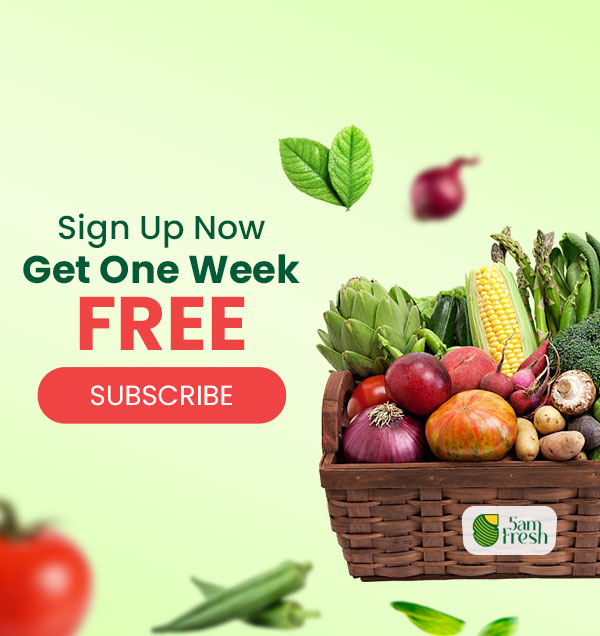 Sign Up Now
Get One Week
FREE
SUBSCRIBE
5am
Fresh